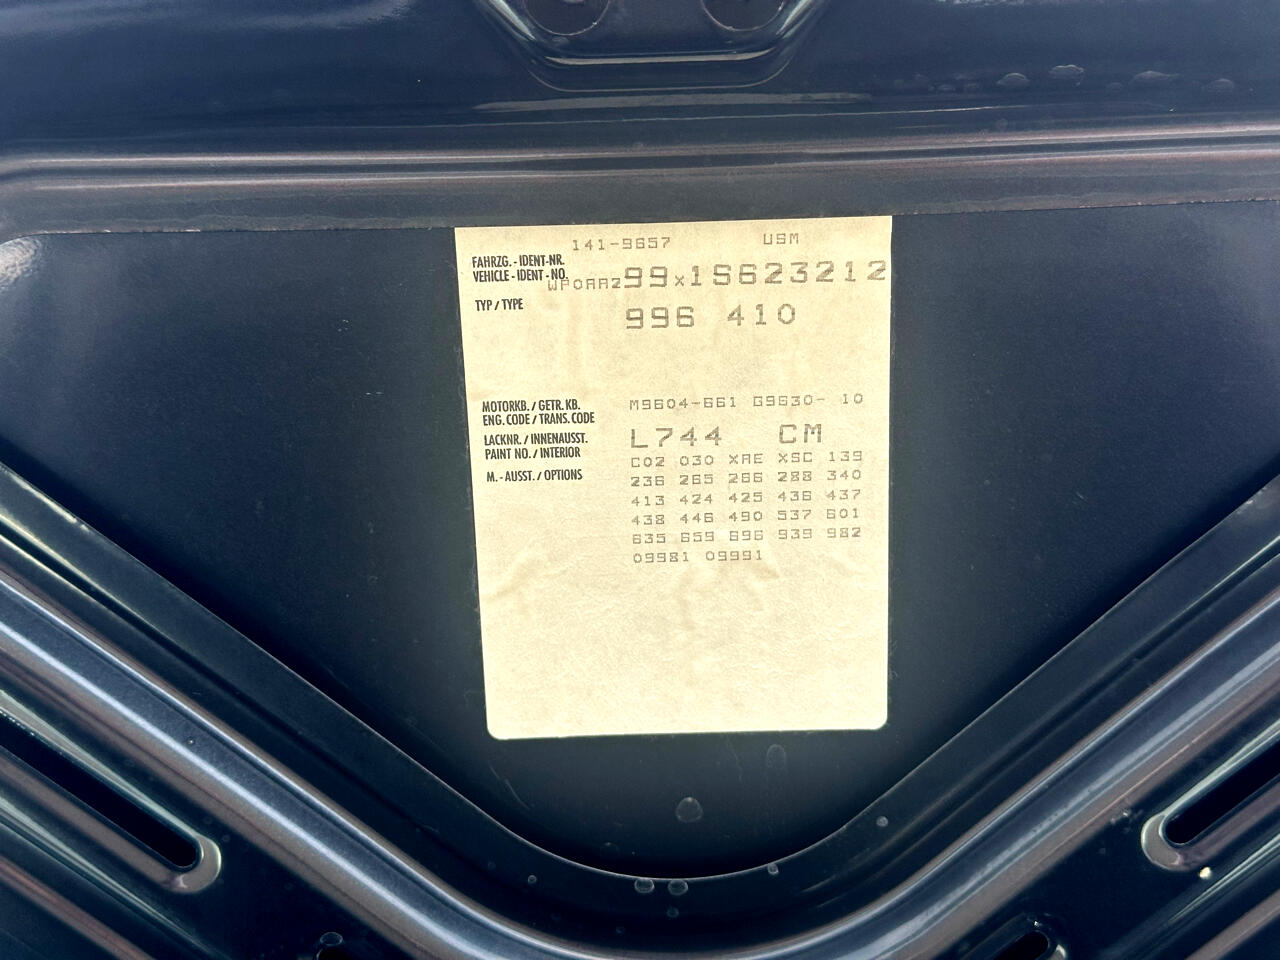 141-9657 USM
FAHRZG. - IDENT-NR.
VEHICLE - IDENT - NO. WP0AA299x1S623212
TYP / TYPE 996 410
MOTORKB. / GETR. KB. M9604-661 G9630- 10
ENG. CODE / TRANS. CODE
LACKNR. / INNENAUSST. L744 CM
PAINT NO. / INTERIOR C02 030 XAE XSC 139
M. - AUSST. / OPTIONS 236 265 266 288 340
413 424 425 436 437
438 446 490 537 601
635 659 696 939 982
09981 09991